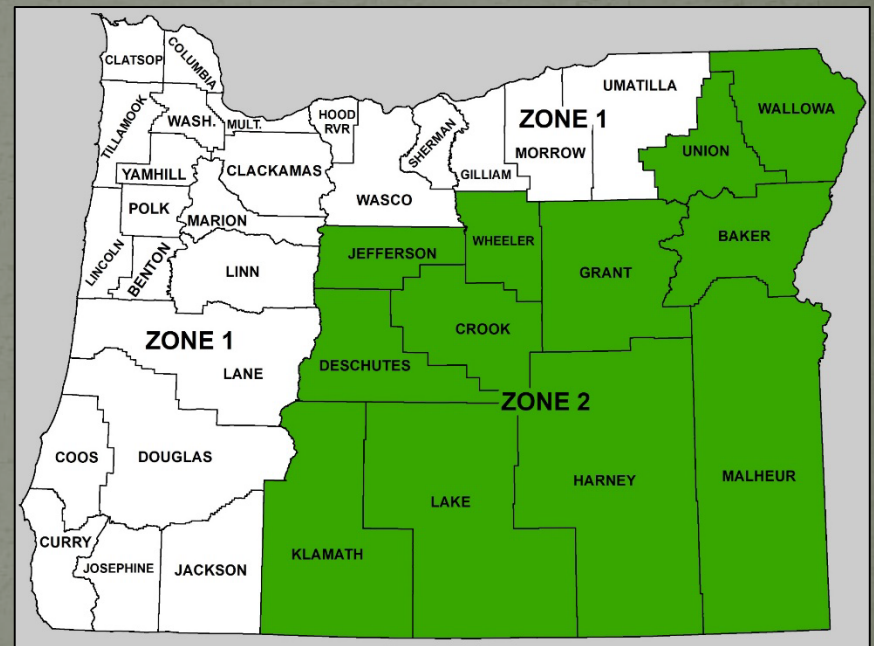 CLATSOP
COLUMBIA
TILLAMOOK
WASH.
MULT.
HOOD
RVR
SHERMAN
UMATILLA
WALLOWA
ZONE 1
MORROW
UNION
GILLIAM
YAMHILL
CLACKAMAS
WASCO
POLK
MARION
LINCOLN
BENTON
LINN
JEFFERSON
WHEELER
GRANT
BAKER
ZONE 1
LANE
CROOK
DESCHUTES
ZONE 2
COOS
DOUGLAS
LAKE
HARNEY
MALHEUR
CURRY
JOSEPHINE
JACKSON
KLAMATH